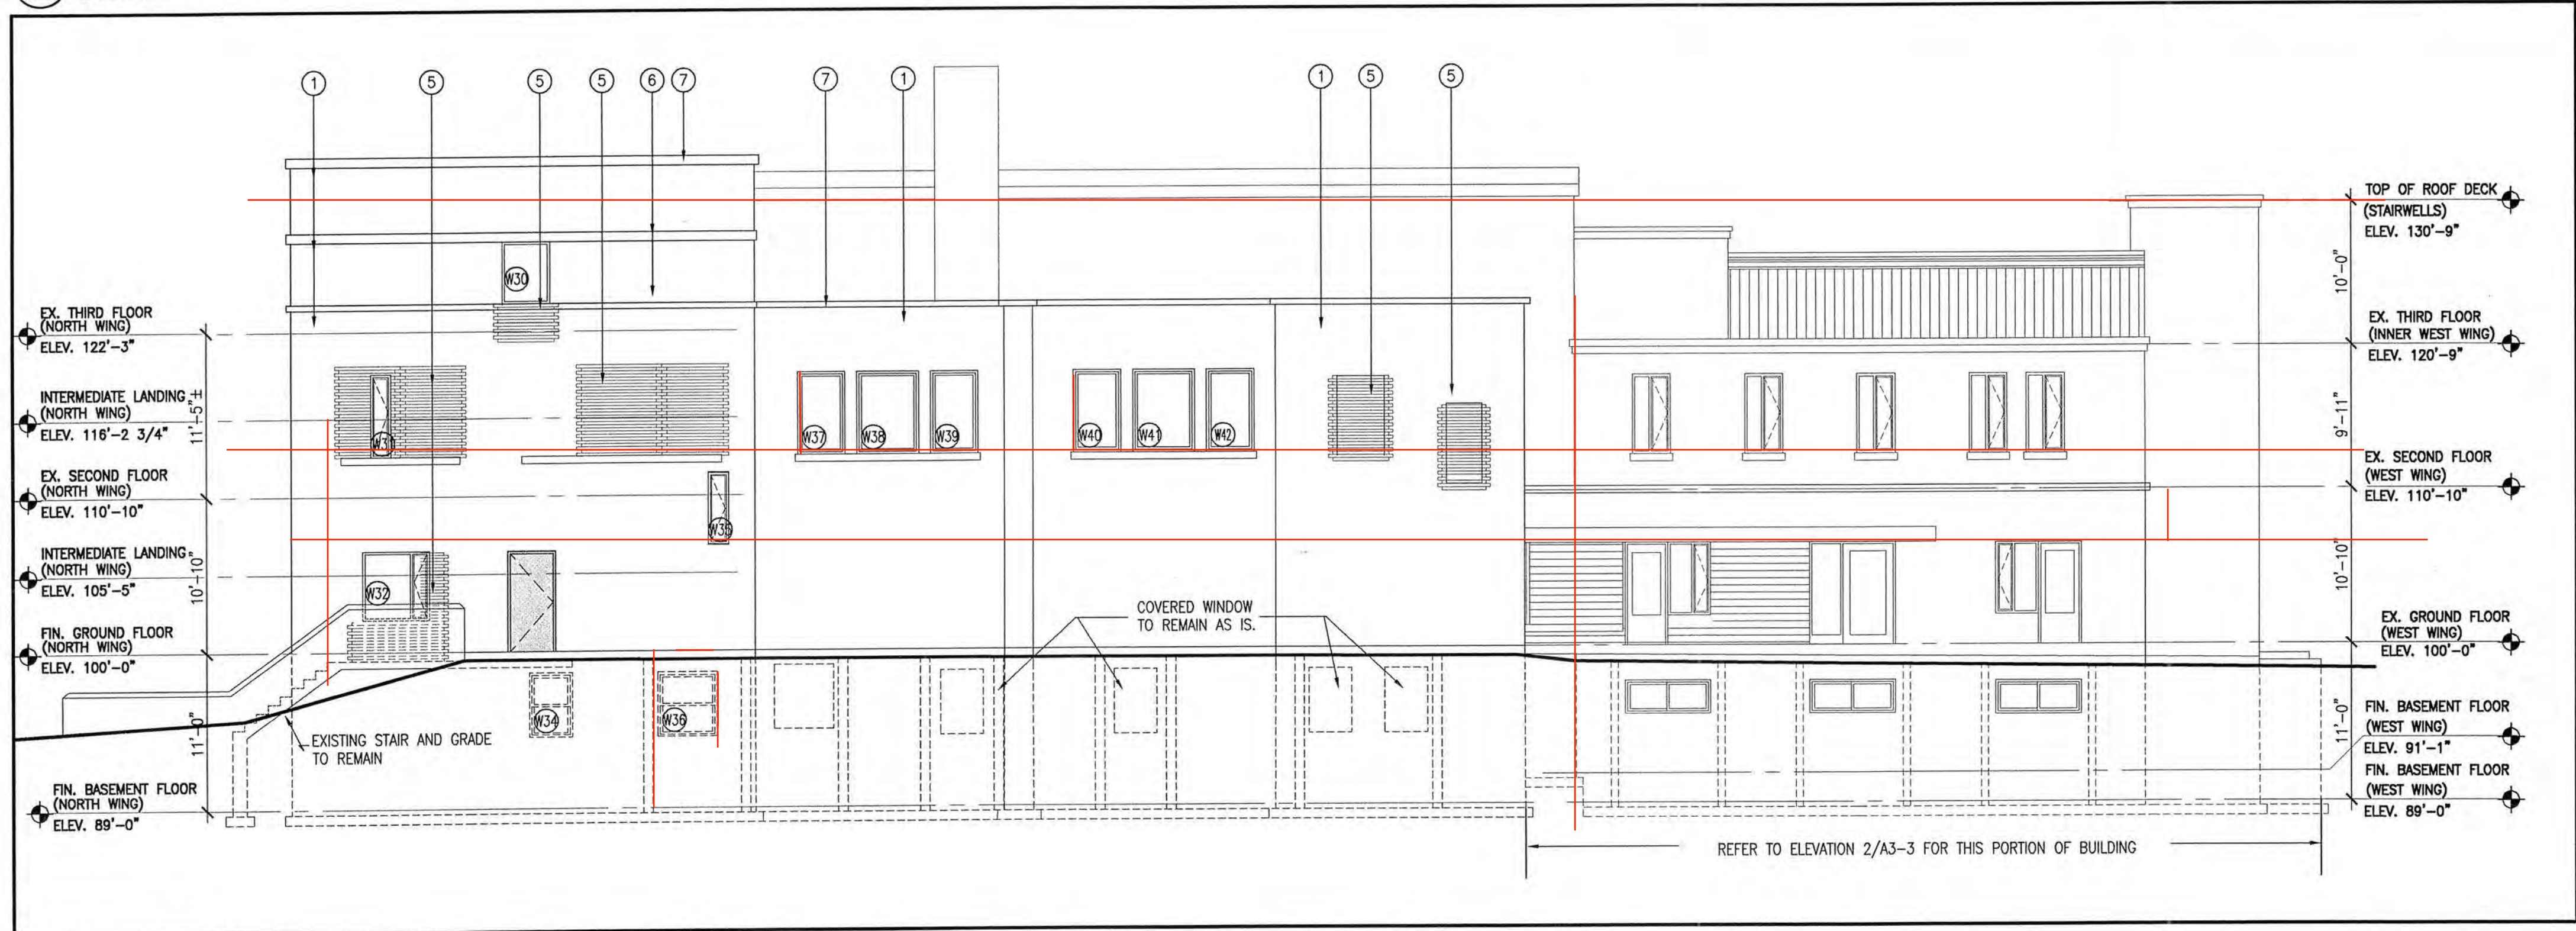 1
5
5
5
6
7
7
1
1
5
5
EX. THIRD FLOOR
(NORTH WING)
ELEV. 122'-3"
INTERMEDIATE LANDING
(NORTH WING)
ELEV. 116'-2 3/4"
EX. SECOND FLOOR
(NORTH WING)
ELEV. 110'-10"
INTERMEDIATE LANDING
(NORTH WING)
ELEV. 105'-5"
FIN. GROUND FLOOR
(NORTH WING)
ELEV. 100'-0"
FIN. BASEMENT FLOOR
(NORTH WING)
ELEV. 89'-0"
11'-5"±
10'-10"
11'-0"
W30
W31
W37
W38
W39
W40
W41
W42
W35
W32
W34
W36
COVERED WINDOW
TO REMAIN AS IS.
EXISTING STAIR AND GRADE
TO REMAIN
TOP OF ROOF DECK
(STAIRWELLS)
ELEV. 130'-9"
10'-0"
EX. THIRD FLOOR
(INNER WEST WING)
ELEV. 120'-9"
9'-11"
EX. SECOND FLOOR
(WEST WING)
ELEV. 110'-10"
10'-10"
EX. GROUND FLOOR
(WEST WING)
ELEV. 100'-0"
11'-0"
FIN. BASEMENT FLOOR
(WEST WING)
ELEV. 91'-1"
FIN. BASEMENT FLOOR
(WEST WING)
ELEV. 89'-0"
REFER TO ELEVATION 2/A3-3 FOR THIS PORTION OF BUILDING